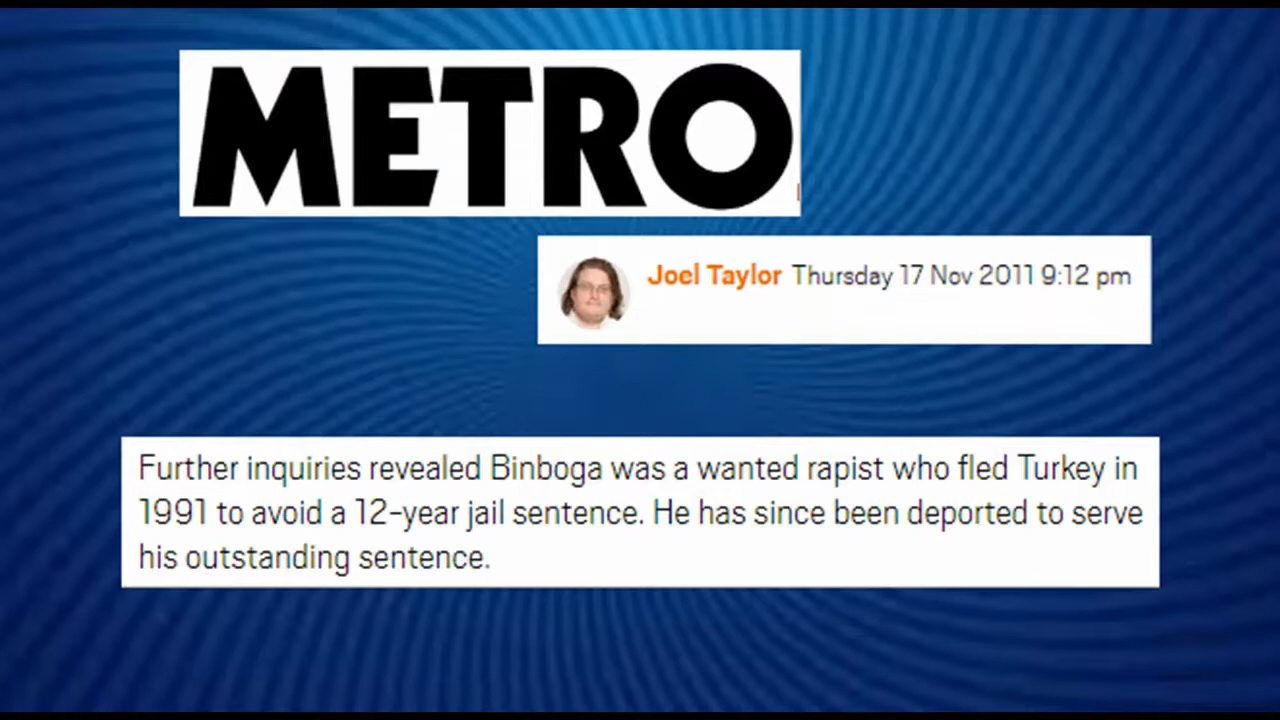 METRO
Joel Taylor Thursday 17 Nov 2011 9:12 pm
Further inquiries revealed Binboga was a wanted rapist who fled Turkey in
1991 to avoid a 12-year jail sentence. He has since been deported to serve
his outstanding sentence.